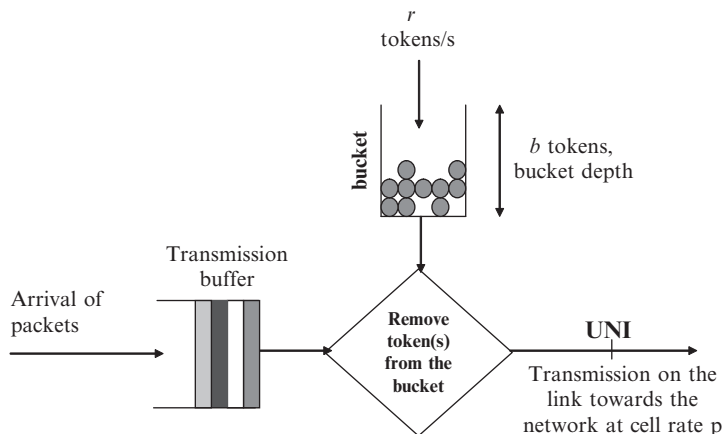 r
tokens/s
bucket
b tokens,
bucket depth
Transmission
buffer
Arrival of
packets
Remove
token(s)
from the
bucket
UNI
Transmission on the
link towards the
network at cell rate p